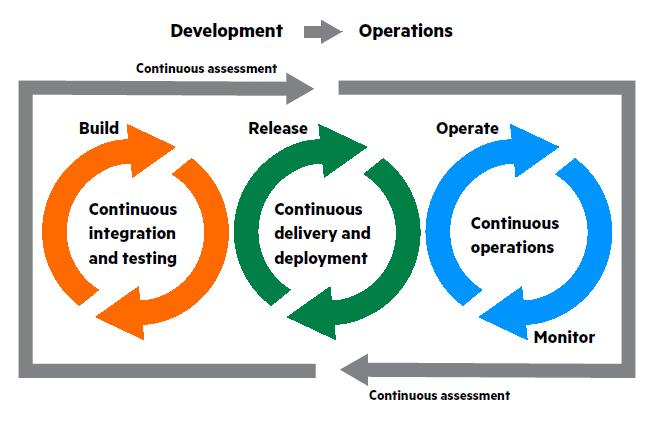 Development Operations
Continuous assessment
Build
Release
Operate
Continuous
integration
and testing
Continuous
delivery and
deployment
Continuous
operations
Monitor
Continuous assessment